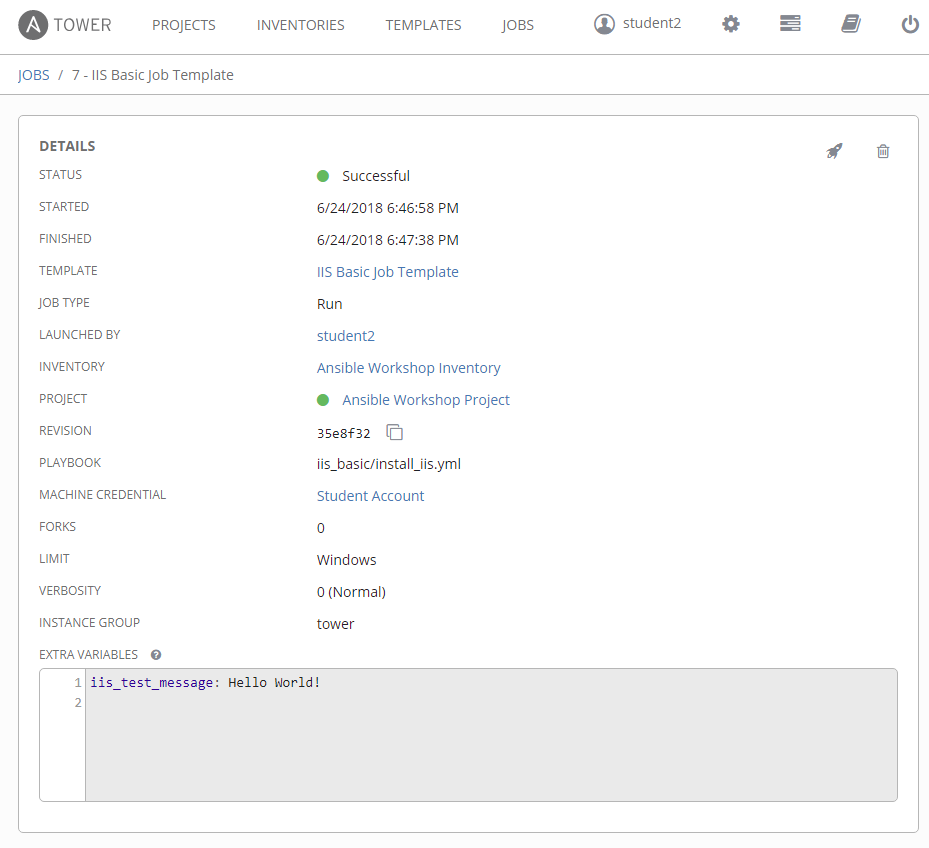 A TOWER PROJECTS INVENTORIES TEMPLATES JOBS student2
JOBS / 7 - IIS Basic Job Template
DETAILS
STATUS Successful
STARTED 6/24/2018 6:46:58 PM
FINISHED 6/24/2018 6:47:38 PM
TEMPLATE IIS Basic Job Template
JOB TYPE Run
LAUNCHED BY student2
INVENTORY Ansible Workshop Inventory
PROJECT Ansible Workshop Project
REVISION 35e8f32
PLAYBOOK iis_basic/install_iis.yml
MACHINE CREDENTIAL Student Account
FORKS 0
LIMIT Windows
VERBOSITY 0 (Normal)
INSTANCE GROUP tower
EXTRA VARIABLES ?
1 iis_test_message: Hello World!
2